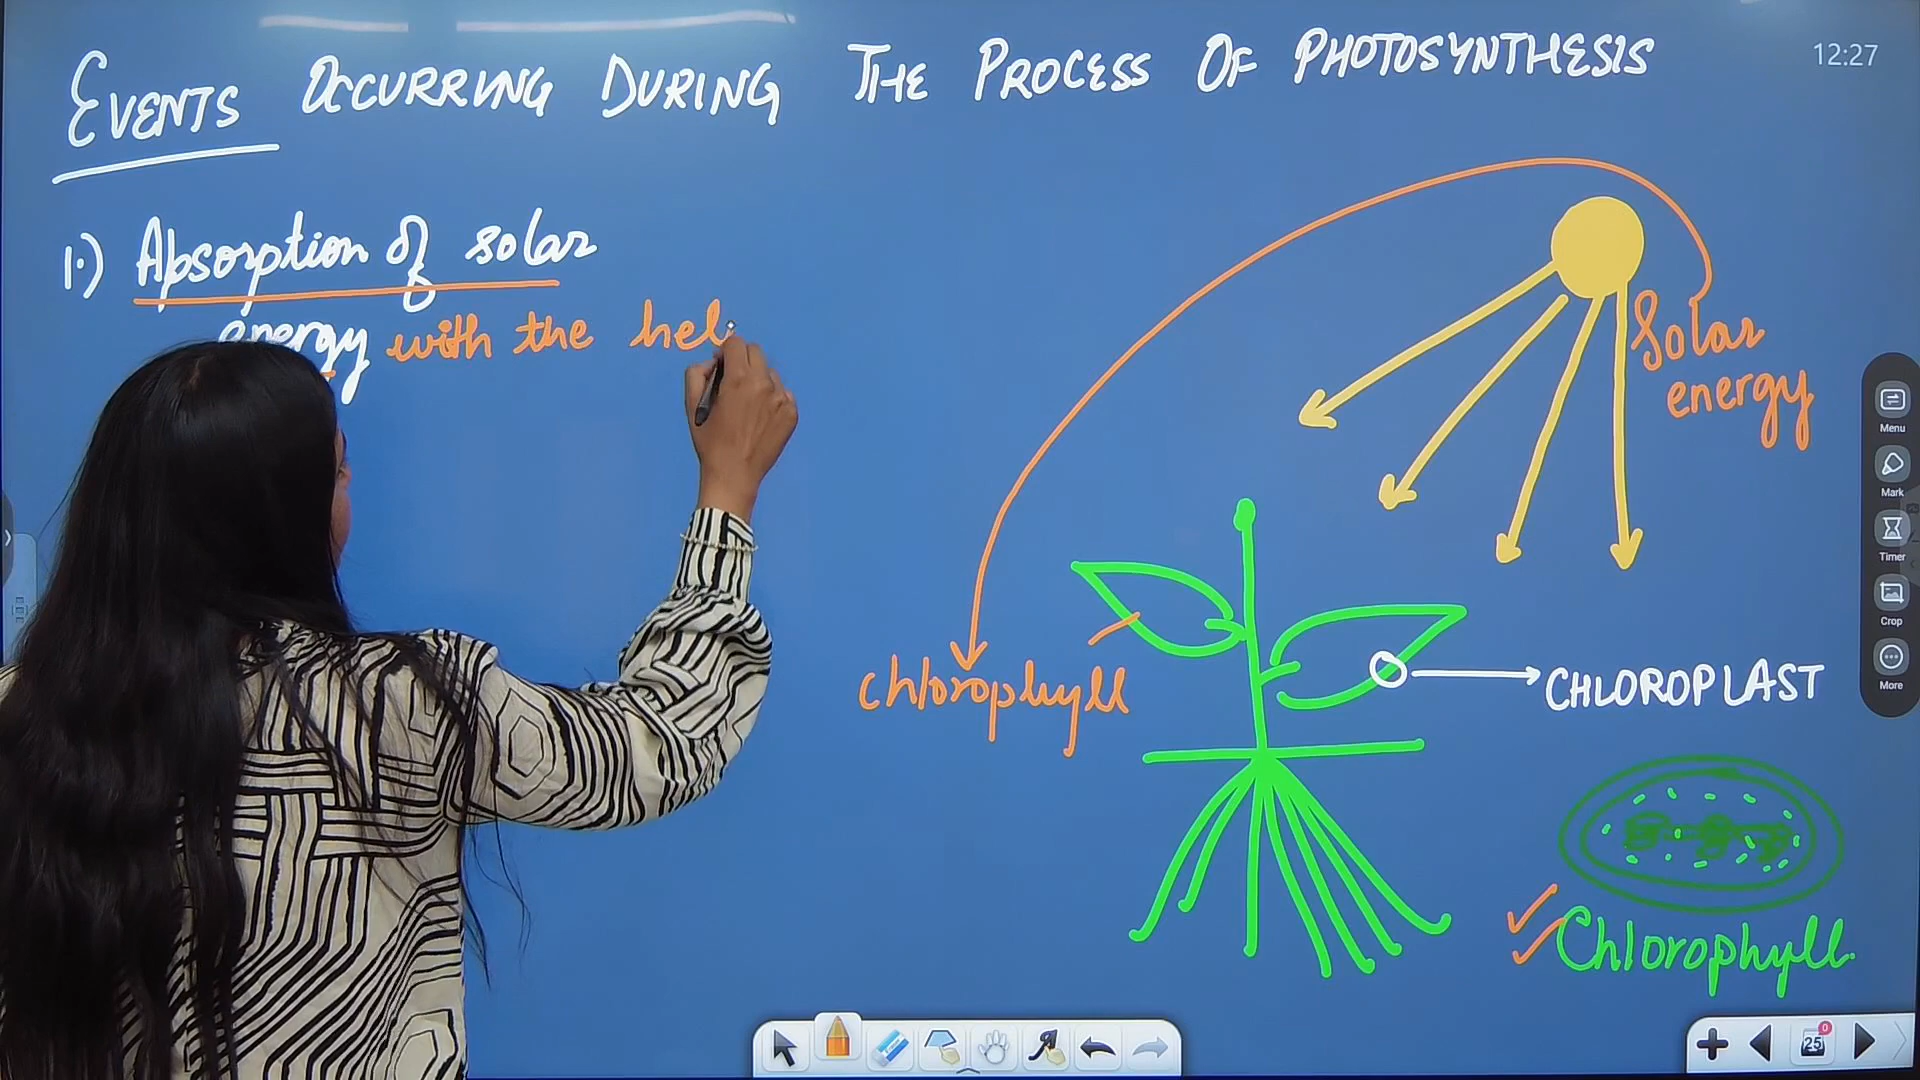 EVENTS OCCURRING DURING THE PROCESS OF PHOTOSYNTHESIS
12:27
1.) Absorption of solar
energy with the hel
Solar
energy
chlorophyll
CHLOROPLAST
Chlorophyll
Menu
Mark
Timer
Crop
More
25
0